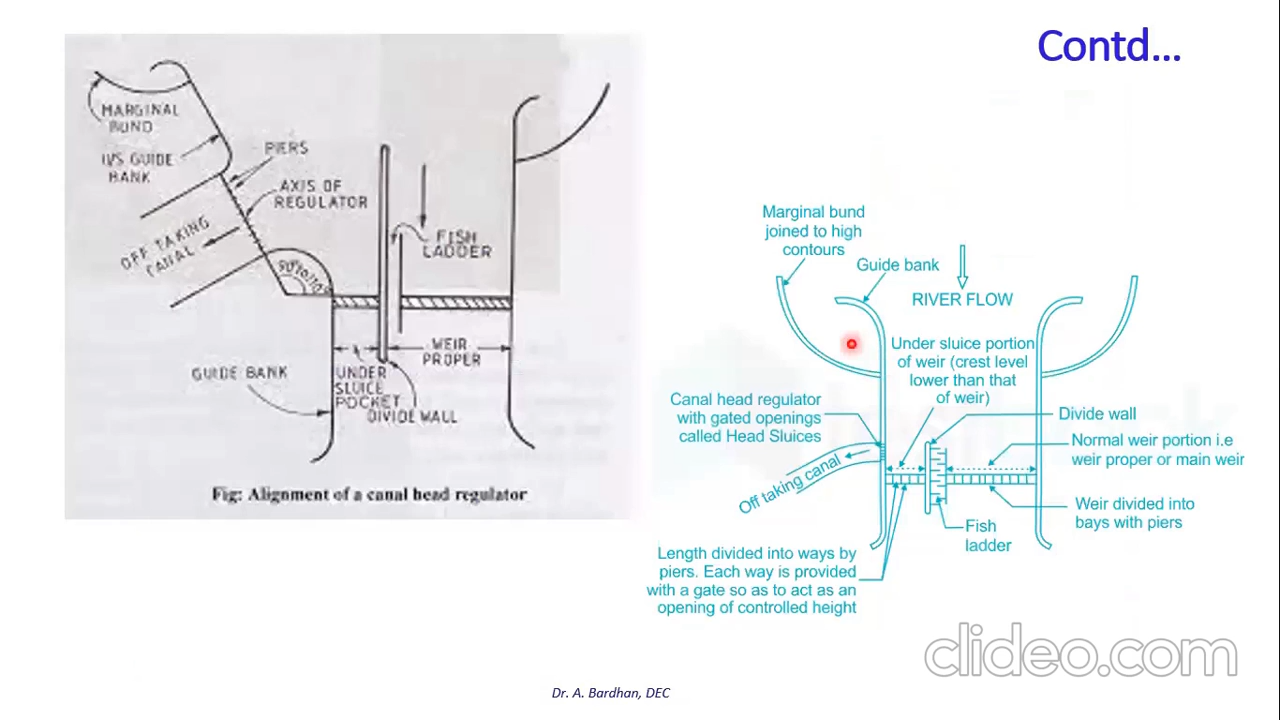 Contd...
MARGINAL
BUND
U/S GUIDE
BANK
PIERS
AXIS OF
REGULATOR
OFF TAKING
CANAL
FISH
LADDER
WEIR
PROPER
GUIDE BANK
UNDER
SLUICE
POCKET
DIVIDE WALL
Fig: Alignment of a canal head regulator
Marginal bund
joined to high
contours
Guide bank
RIVER FLOW
Under sluice portion
of weir (crest level
lower than that
of weir)
Canal head regulator
with gated openings
called Head Sluices
Divide wall
Normal weir portion i.e
weir proper or main weir
Off taking canal
Weir divided into
bays with piers
Fish
ladder
Length divided into ways by
piers. Each way is provided
with a gate so as to act as an
opening of controlled height
clideo.com
Dr. A. Bardhan, DEC